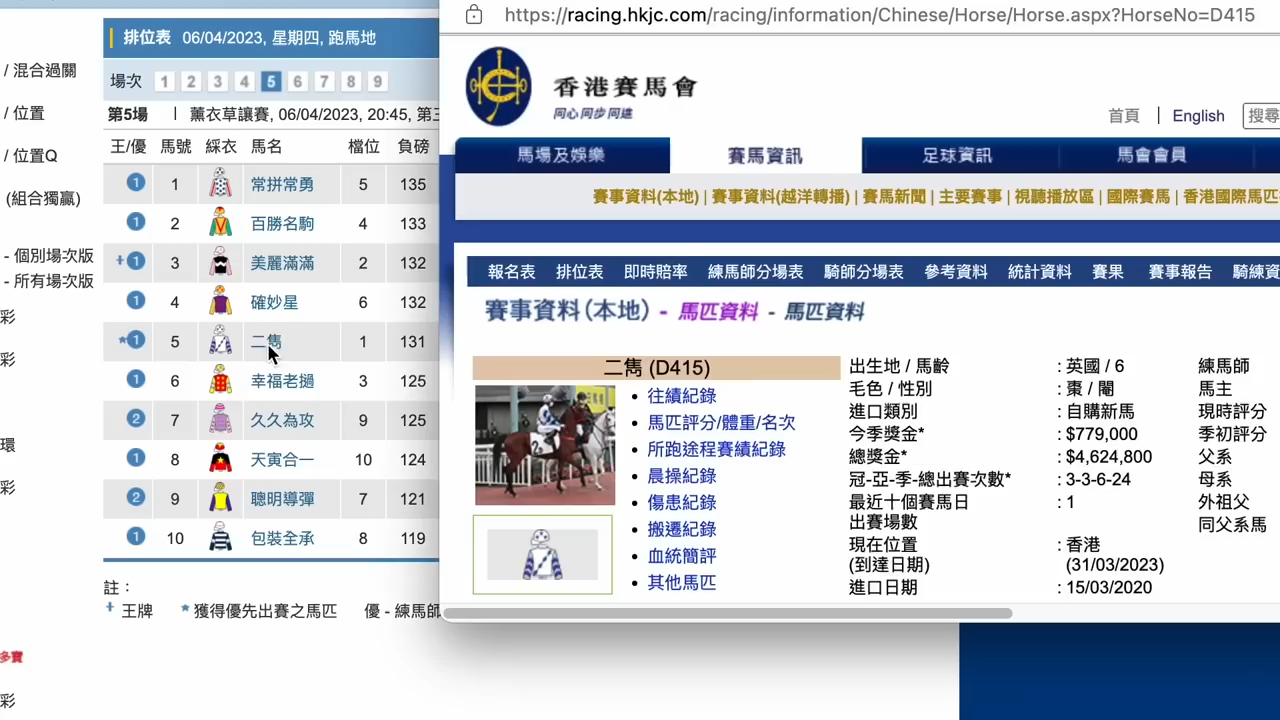 https://racing.hkjc.com/racing/information/Chinese/Horse/Horse.aspx?HorseNo=D415
香港賽馬會
同心同步同進
首頁 | English 搜尋
馬場及娛樂 賽馬資訊 足球資訊 馬會會員
賽事資料(本地) | 賽事資料(越洋轉播) | 賽馬新聞 | 主要賽事 | 視聽播放區 | 國際賽馬 | 香港國際馬匹
報名表 排位表 即時賠率 練馬師分場表 騎師分場表 參考資料 統計資料 賽果 賽事報告 騎練資
賽事資料(本地) - 馬匹資料 - 馬匹資料
二雋 (D415)
往績紀錄
馬匹評分/體重/名次
所跑途程賽績紀錄
晨操紀錄
傷患紀錄
搬遷紀錄
血統簡評
其他馬匹
出生地 / 馬齡 : 英國 / 6 練馬師
毛色 / 性別 : 棗 / 閹 馬主
進口類別 : 自購新馬 現時評分
今季獎金* : $779,000 季初評分
總獎金* : $4,624,800 父系
冠-亞-季-總出賽次數* : 3-3-6-24 母系
最近十個賽馬日 : 1 外祖父
出賽場數 同父系馬
現在位置 : 香港
(到達日期) (31/03/2023)
進口日期 : 15/03/2020
排位表 06/04/2023, 星期四, 跑馬地
場次 1 2 3 4 5 6 7 8 9
第5場 | 薰衣草讓賽, 06/04/2023, 20:45, 第三
王/優 馬號 綵衣 馬名 檔位 負磅
1 1 常拼常勇 5 135
1 2 百勝名駒 4 133
1 3 美麗滿滿 2 132
1 4 確妙星 6 132
1 5 二雋 1 131
1 6 幸福老撾 3 125
2 7 久久為攻 9 125
1 8 天寅合一 10 124
2 9 聰明導彈 7 121
1 10 包裝全承 8 119
註：
王牌 獲得優先出賽之馬匹 優 - 練馬師
/ 混合過關
/ 位置
/ 位置Q
(組合獨贏)
- 個別場次版
- 所有場次版
彩
彩
環
彩
多寶
彩